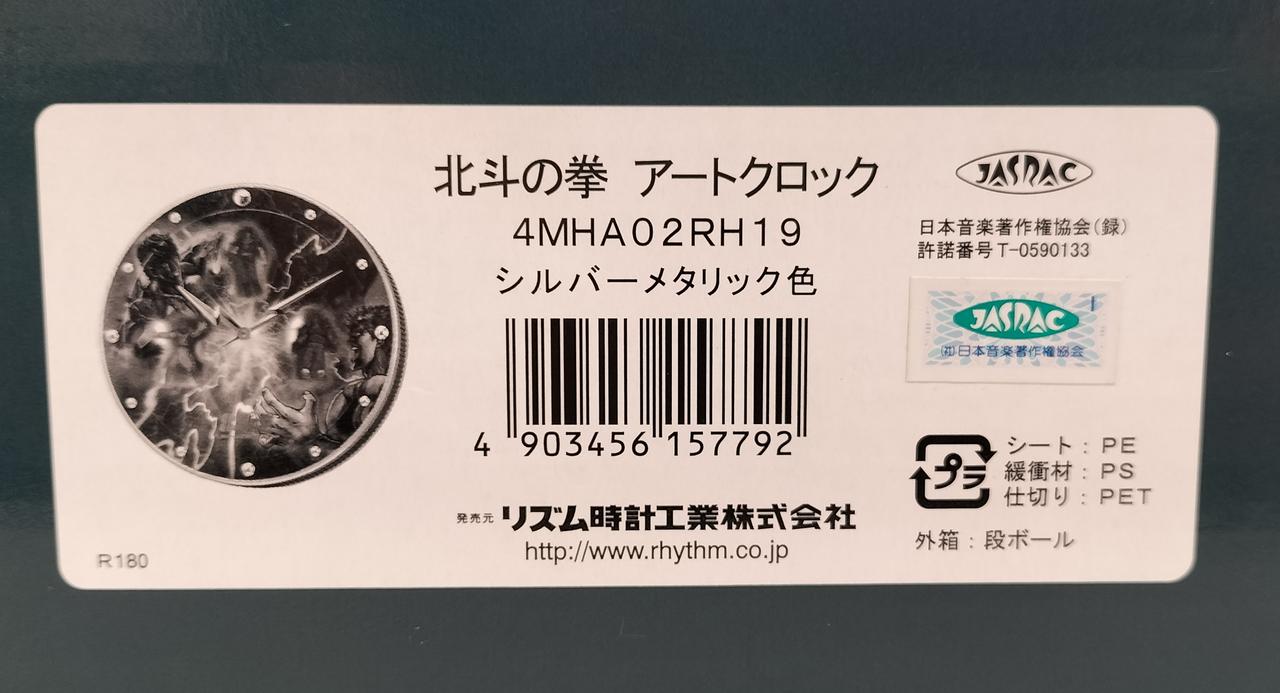 北斗の拳 アートクロック
4MHA02RH19
シルバーメタリック色
4 903456 157792
発売元 リズム時計工業株式会社
http://www.rhythm.co.jp
R180
JASRAC
日本音楽著作権協会(録)
許諾番号T-0590133
JASRAC
(社)日本音楽著作権協会
プラ
シート : PE
緩衝材 : PS
仕切り : PET
外箱 : 段ボール